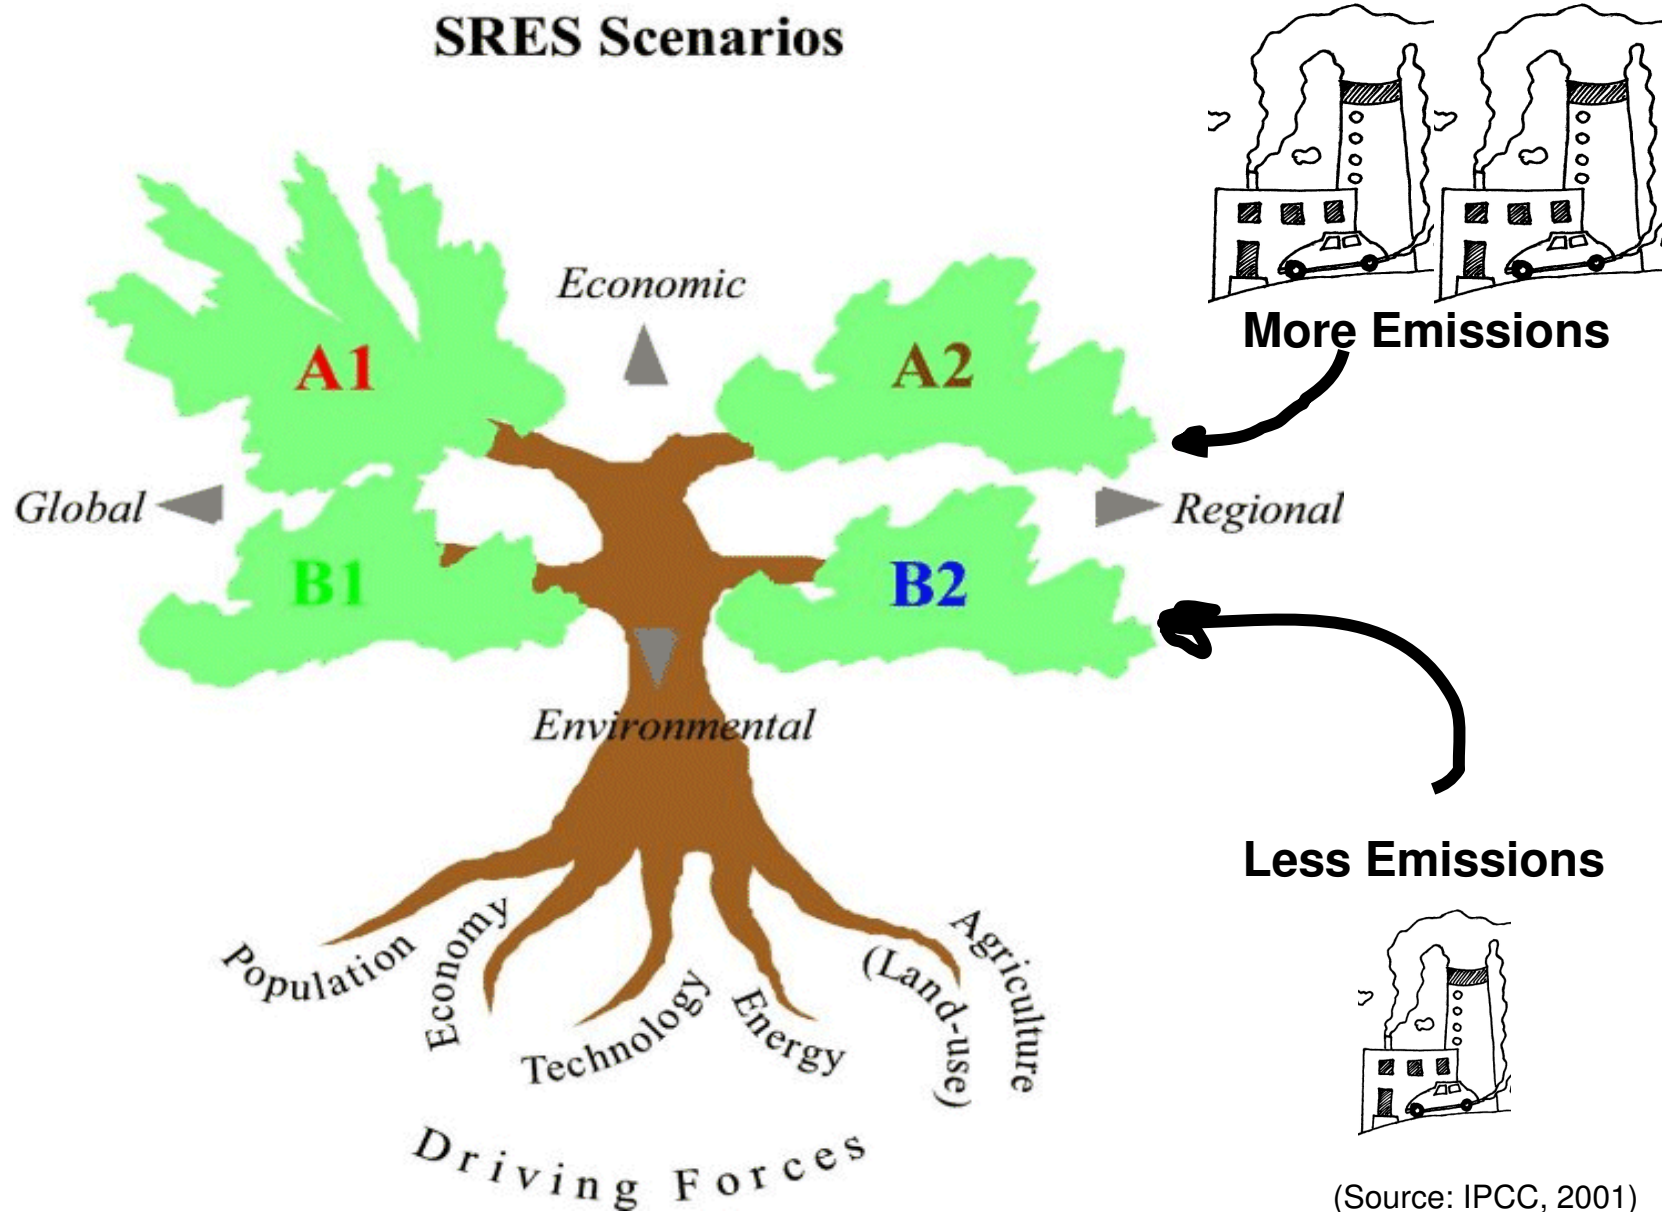 SRES Scenarios
Economic
More Emissions
A1
A2
Global
Regional
B1
B2
Environmental
Less Emissions
Population
Economy
Technology
Energy
(Land-use)
Agriculture
Driving Forces
(Source: IPCC, 2001)